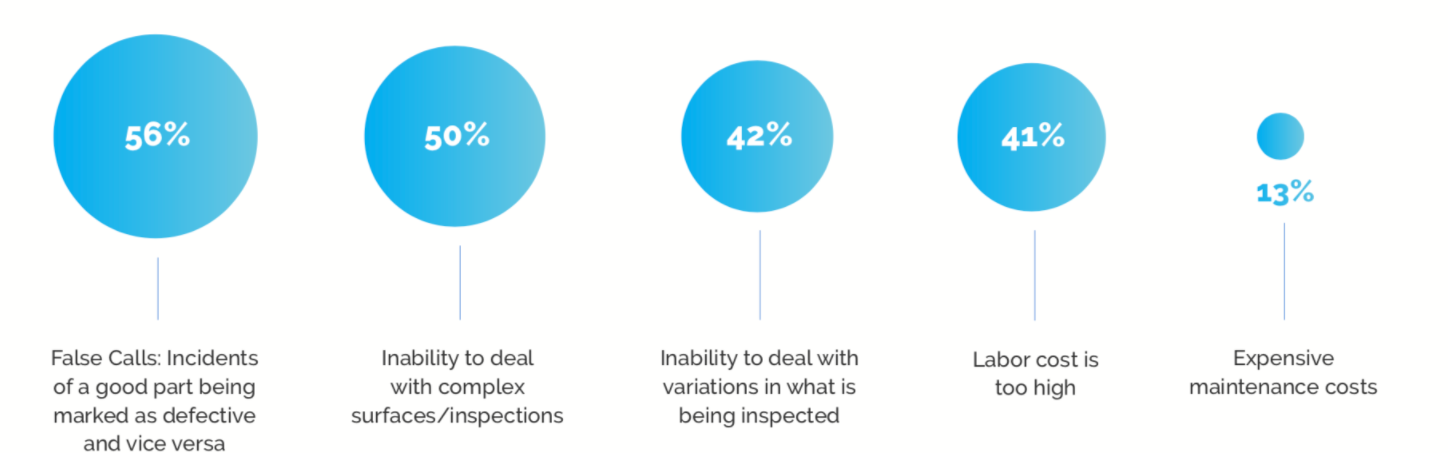 56%
False Calls: Incidents
of a good part being
marked as defective
and vice versa
50%
Inability to deal
with complex
surfaces/inspections
42%
Inability to deal with
variations in what is
being inspected
41%
Labor cost is
too high
13%
Expensive
maintenance costs